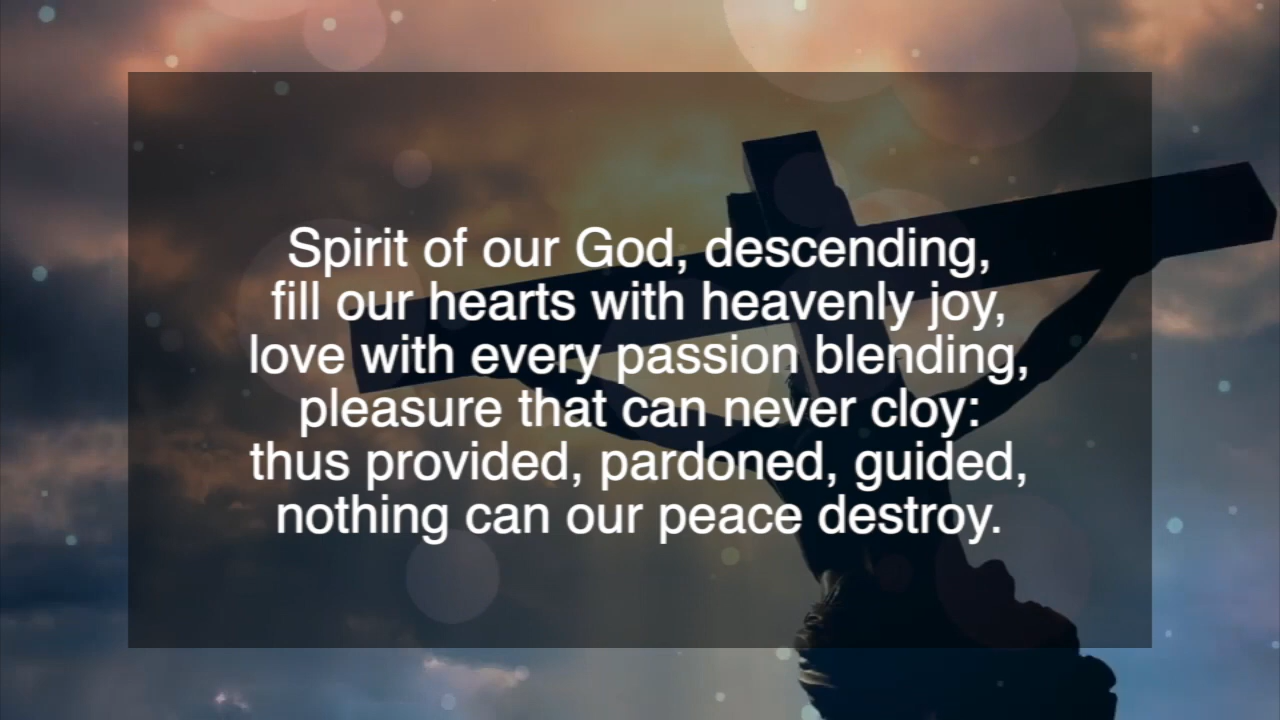 Spirit of our God, descending,
fill our hearts with heavenly joy,
love with every passion blending,
pleasure that can never cloy:
thus provided, pardoned, guided,
nothing can our peace destroy.